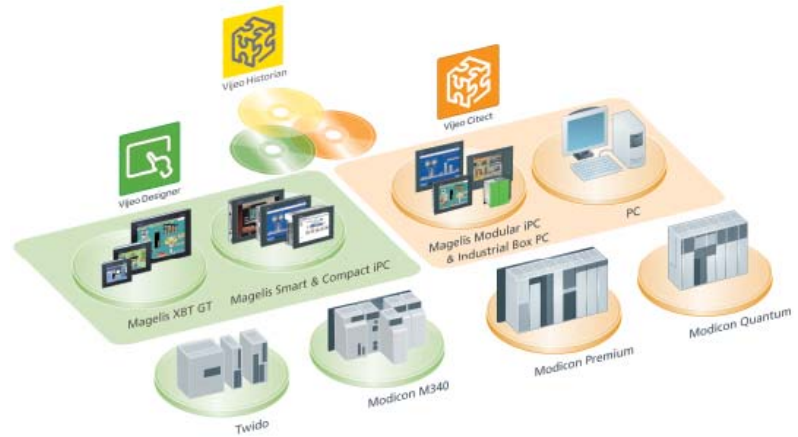 Vijeo Historian
Vijeo Citect
Vijeo Designer
PC
Magelis Modular iPC
& Industrial Box PC
Magelis Smart & Compact iPC
Magelis XBT GT
Modicon Quantum
Modicon Premium
Modicon M340
Twido